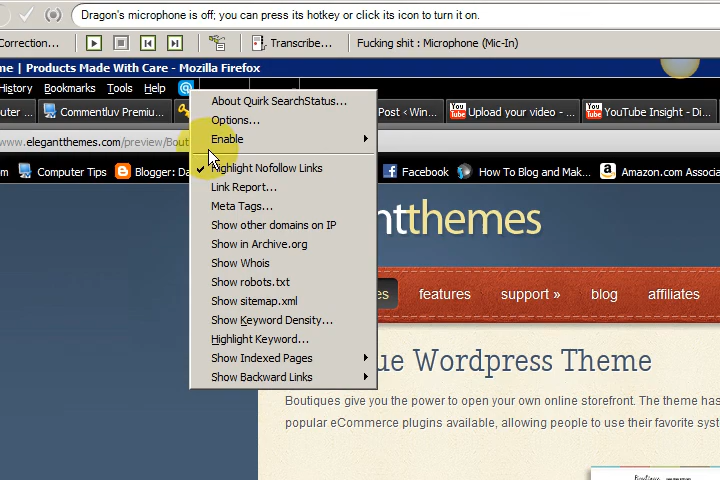 Dragon's microphone is off; you can press its hotkey or click its icon to turn it on.
Correction... Transcribe... Fucking shit : Microphone (Mic-In)
me | Products Made With Care - Mozilla Firefox
History Bookmarks Tools Help
uter ... Commentluv Premium... Post ‹ Win... Upload your video - ... YouTube Insight - D...
www.elegantthemes.com/preview/Bout
m Computer Tips Blogger: Da Facebook How To Blog and Mak... Amazon.com Associa
About Quirk SearchStatus...
Options...
Enable
Highlight Nofollow Links
Link Report...
Meta Tags...
Show other domains on IP
Show in Archive.org
Show Whois
Show robots.txt
Show sitemap.xml
Show Keyword Density...
Highlight Keyword...
Show Indexed Pages
Show Backward Links
ntthemes
es features support » blog affiliates
ue Wordpress Theme
Boutiques give you the power to open your own online storefront. The theme has
popular eCommerce plugins available, allowing people to use their favorite syst
Boutique